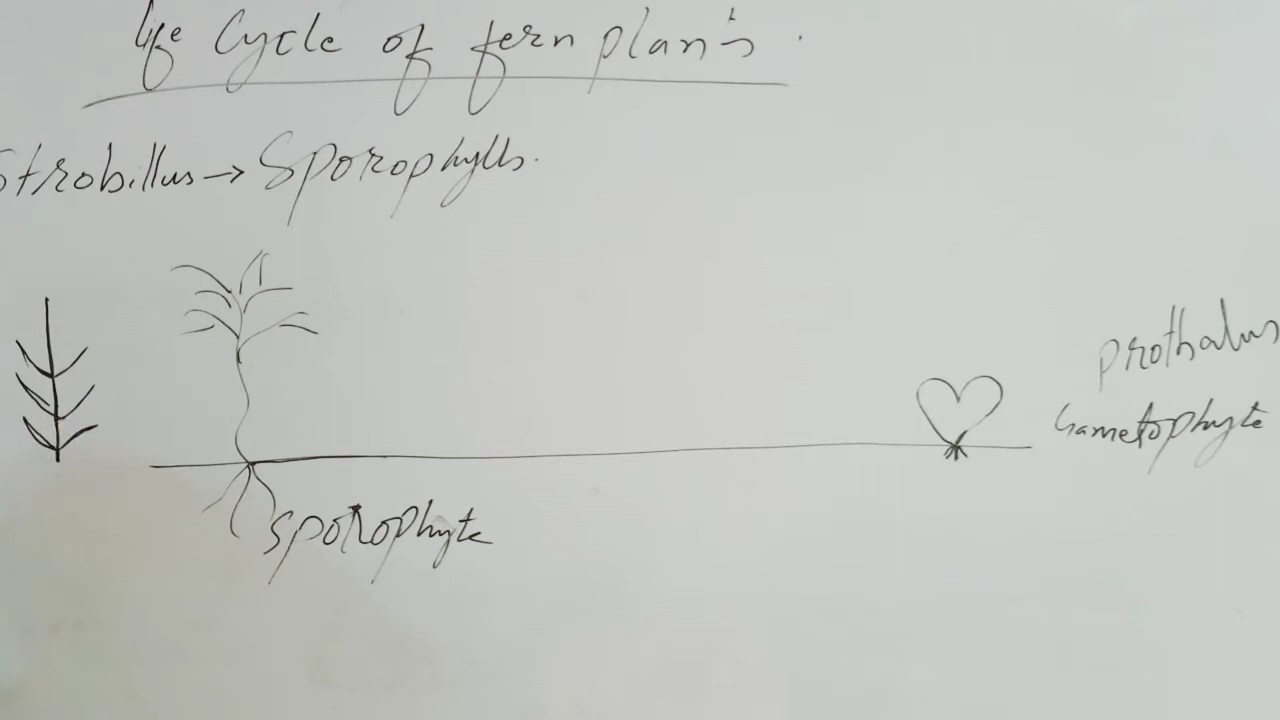 life Cycle of fern plants.
Strobillus → Sporophylls.
Prothalus
Gametophyte
Sporophyte